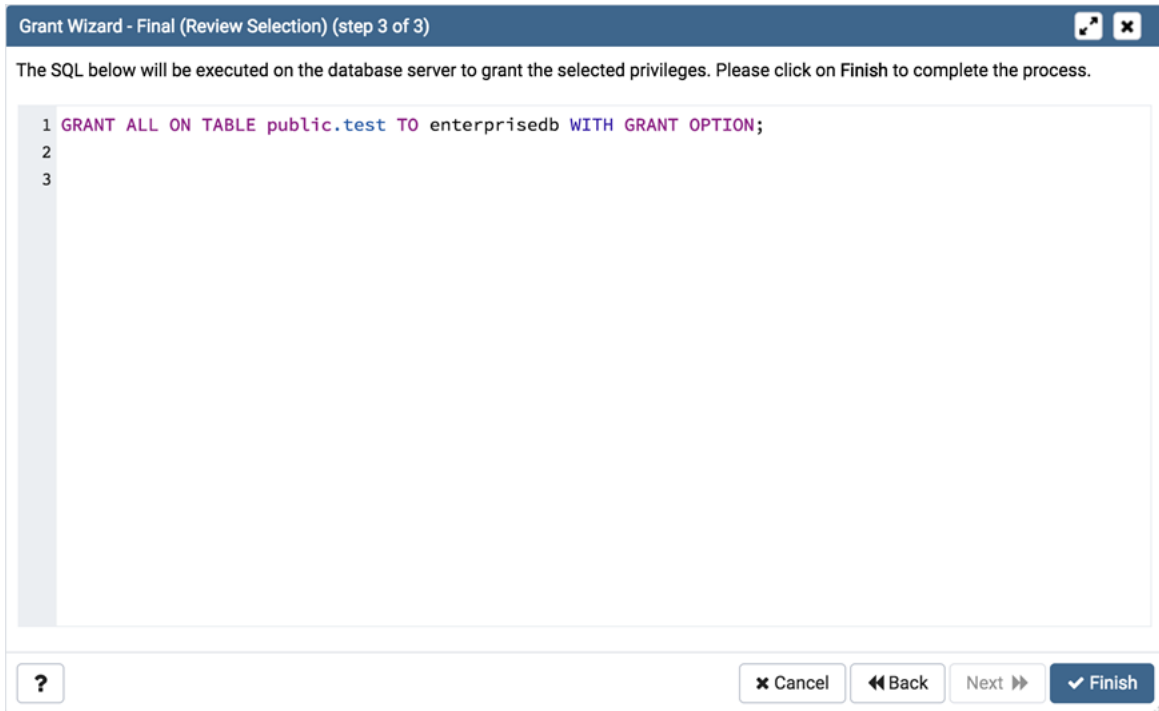 Grant Wizard - Final (Review Selection) (step 3 of 3)
The SQL below will be executed on the database server to grant the selected privileges. Please click on Finish to complete the process.
1 GRANT ALL ON TABLE public.test TO enterprisedb WITH GRANT OPTION;
2
3
? Cancel Back Next Finish